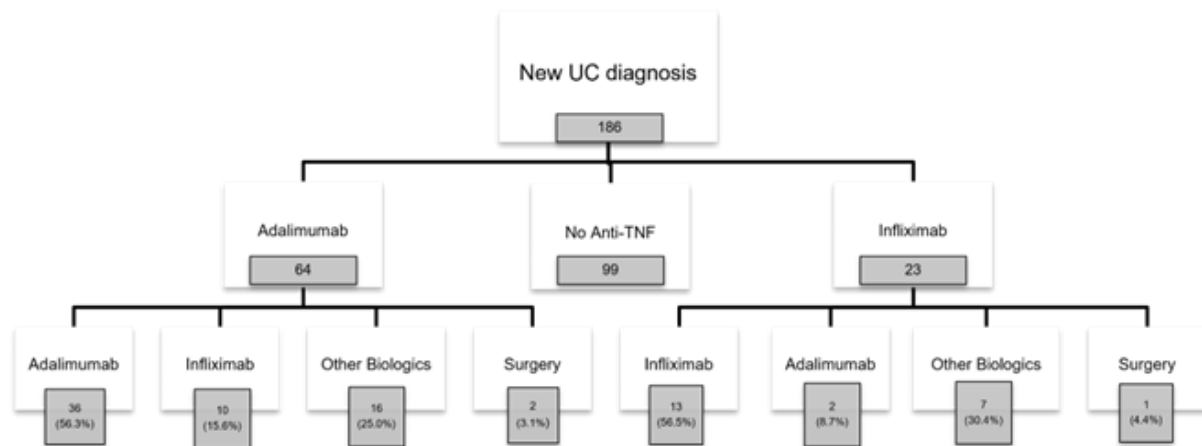 New UC diagnosis
186
Adalimumab
64
No Anti-TNF
99
Infliximab
23
Adalimumab
36
(56.3%)
Infliximab
10
(15.6%)
Other Biologics
16
(25.0%)
Surgery
2
(3.1%)
Infliximab
13
(56.5%)
Adalimumab
2
(8.7%)
Other Biologics
7
(30.4%)
Surgery
1
(4.4%)